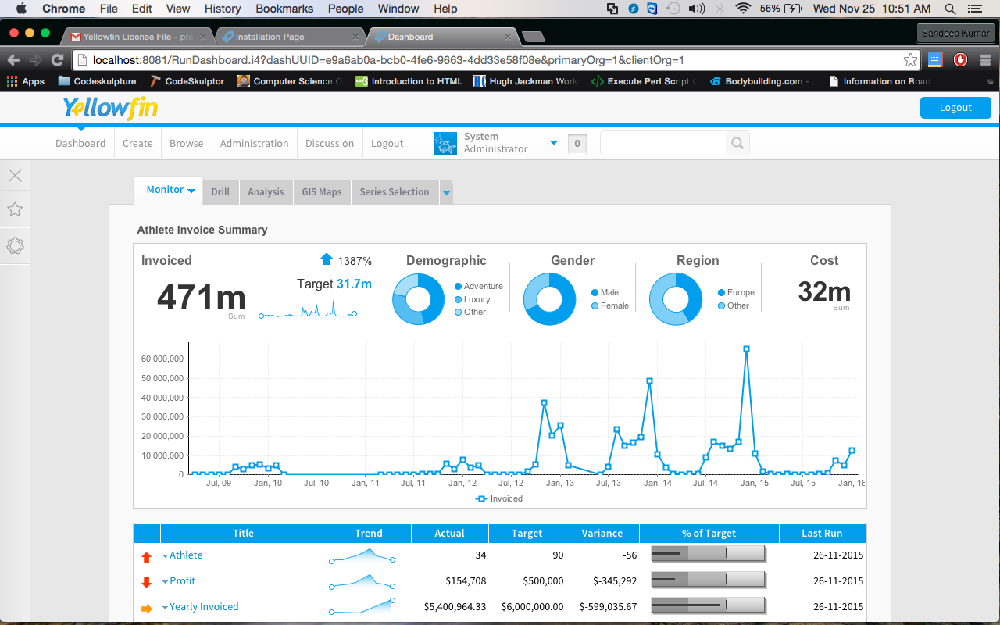 Chrome File Edit View History Bookmarks People Window Help 56% Wed Nov 25 10:51 AM
Yellowfin License File - pra Installation Page Dashboard Sandeep Kumar
localhost:8081/RunDashboard.i4?dashUUID=e9a6ab0a-bcb0-4fe6-9663-4dd33e58f08e&primaryOrg=1&clientOrg=1
Apps Codeskulpture CodeSkulptor Computer Science Introduction to HTML Hugh Jackman Work Execute Perl Script Bodybuilding.com - Information on Road »
Yellowfin Logout
Dashboard Create Browse Administration Discussion Logout System Administrator 0
Monitor Drill Analysis GIS Maps Series Selection
Athlete Invoice Summary
Invoiced 1387% Demographic Gender Region Cost
471m Sum Target 31.7m Adventure Luxury Other Male Female Europe Other 32m Sum
60,000,000
50,000,000
40,000,000
30,000,000
20,000,000
10,000,000
0
Jul, 09 Jan, 10 Jul, 10 Jan, 11 Jul, 11 Jan, 12 Jul, 12 Jan, 13 Jul, 13 Jan, 14 Jul, 14 Jan, 15 Jul, 15 Jan, 16
Invoiced
Title Trend Actual Target Variance % of Target Last Run
Athlete 34 90 -56 26-11-2015
Profit $154,708 $500,000 $-345,292 26-11-2015
Yearly Invoiced $5,400,964.33 $6,000,000.00 $-599,035.67 26-11-2015